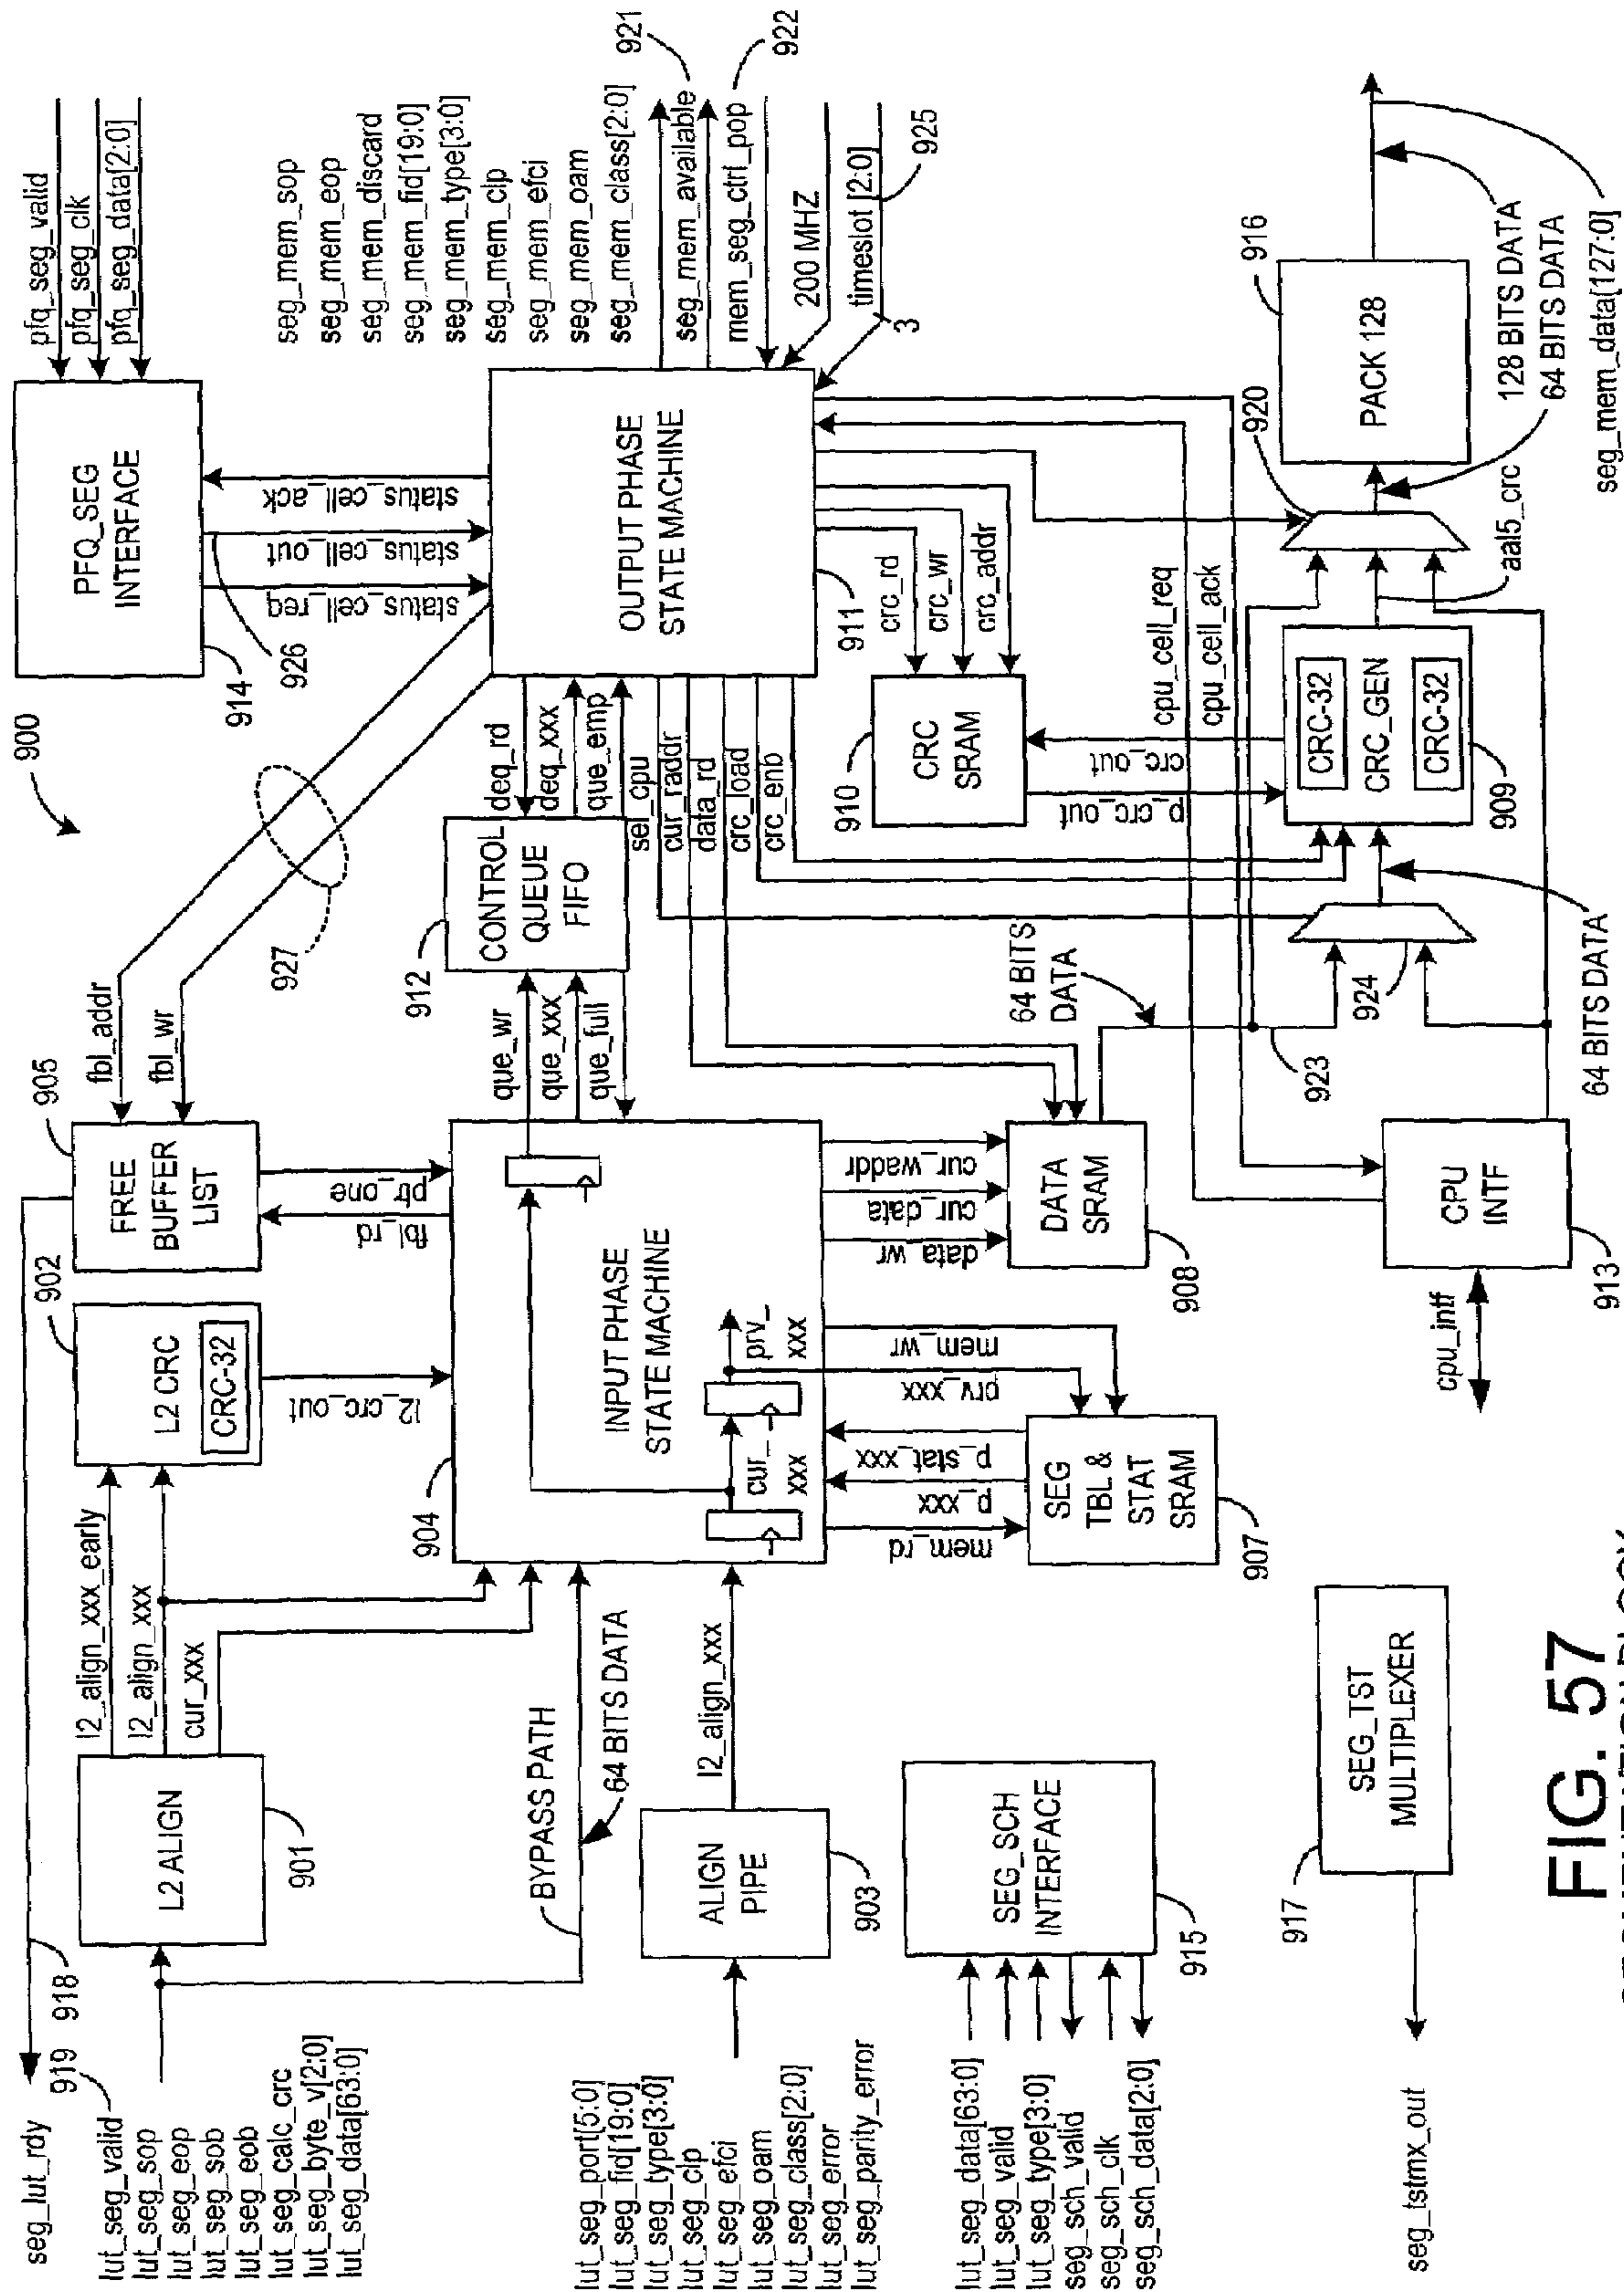 900
seg_lut_rdy
918
919
lut_seg_valid
lut_seg_sop
lut_seg_eop
lut_seg_sob
lut_seg_eob
lut_seg_calc_crc
lut_seg_byte_v[2:0]
lut_seg_data[63:0]
L2 ALIGN
901
l2_align_xxx_early
l2_align_xxx
cur_xxx
BYPASS PATH
64 BITS DATA
902
L2 CRC
CRC-32
l2_crc_out
905
FREE
BUFFER
LIST
fbl_rd
ptr_one
fbl_addr
fbl_wr
927
PFQ_SEG
INTERFACE
914
pfq_seg_valid
pfq_seg_clk
pfq_seg_data[2:0]
926
status_cell_req
status_cell_out
status_cell_ack
lut_seg_port[5:0]
lut_seg_fid[19:0]
lut_seg_type[3:0]
lut_seg_clp
lut_seg_efci
lut_seg_oam
lut_seg_class[2:0]
lut_seg_error
lut_seg_parity_error
ALIGN
PIPE
903
l2_align_xxx
904
INPUT PHASE
STATE MACHINE
cur_
xxx
prv_
xxx
que_wr
que_xxx
que_full
912
CONTROL
QUEUE
FIFO
deq_rd
deq_xxx
que_emp
sel_cpu
cur_raddr
data_rd
crc_load
crc_enb
OUTPUT PHASE
STATE MACHINE
911
seg_mem_sop
seg_mem_eop
seg_mem_discard
seg_mem_fid[19:0]
seg_mem_type[3:0]
seg_mem_clp
seg_mem_efci
seg_mem_oam
seg_mem_class[2:0]
seg_mem_available
921
mem_seg_ctrl_pop
922
200 MHZ
timeslot [2:0]
3
925
mem_rd
p_xxx
p_stat_xxx
prv_xxx
mem_wr
SEG
TBL &
STAT
SRAM
907
data_wr
cur_data
cur_waddr
DATA
SRAM
908
64 BITS
DATA
923
924
64 BITS DATA
910
CRC
SRAM
crc_rd
crc_wr
crc_addr
p_crc_out
crc_out
CRC-32
CRC_GEN
CRC-32
909
cpu_cell_req
cpu_cell_ack
aal5_crc
920
PACK 128
916
128 BITS DATA
64 BITS DATA
seg_mem_data[127:0]
lut_seg_data[63:0]
lut_seg_valid
lut_seg_type[3:0]
seg_sch_valid
seg_sch_clk
seg_sch_data[2:0]
SEG_SCH
INTERFACE
915
cpu_intf
CPU
INTF
913
seg_tstmx_out
917
SEG_TST
MULTIPLEXER
FIG. 57